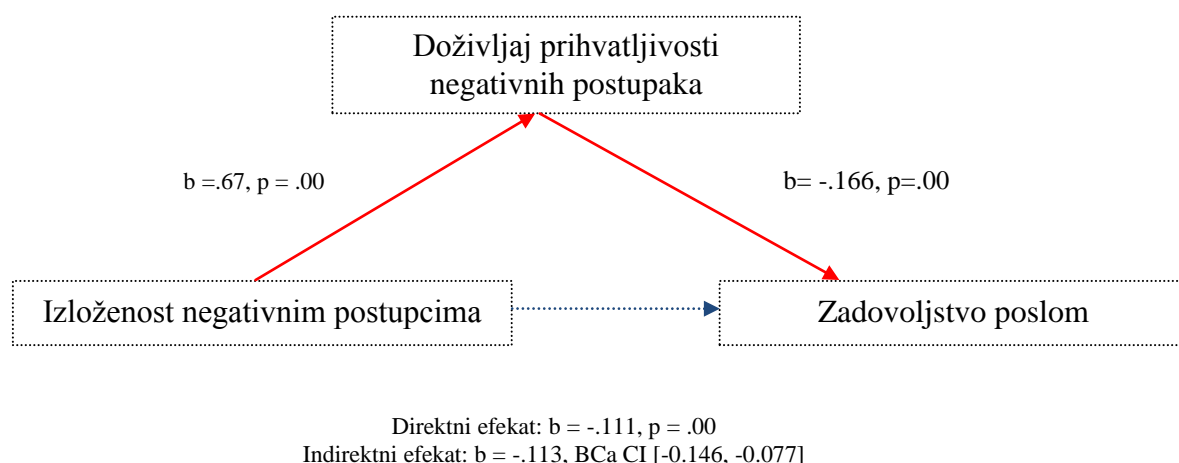 Doživljaj prihvatljivosti
negativnih postupaka
b =.67, p = .00
b= -.166, p=.00
Izloženost negativnim postupcima
Zadovoljstvo poslom
Direktni efekat: b = -.111, p = .00
Indirektni efekat: b = -.113, BCa CI [-0.146, -0.077]